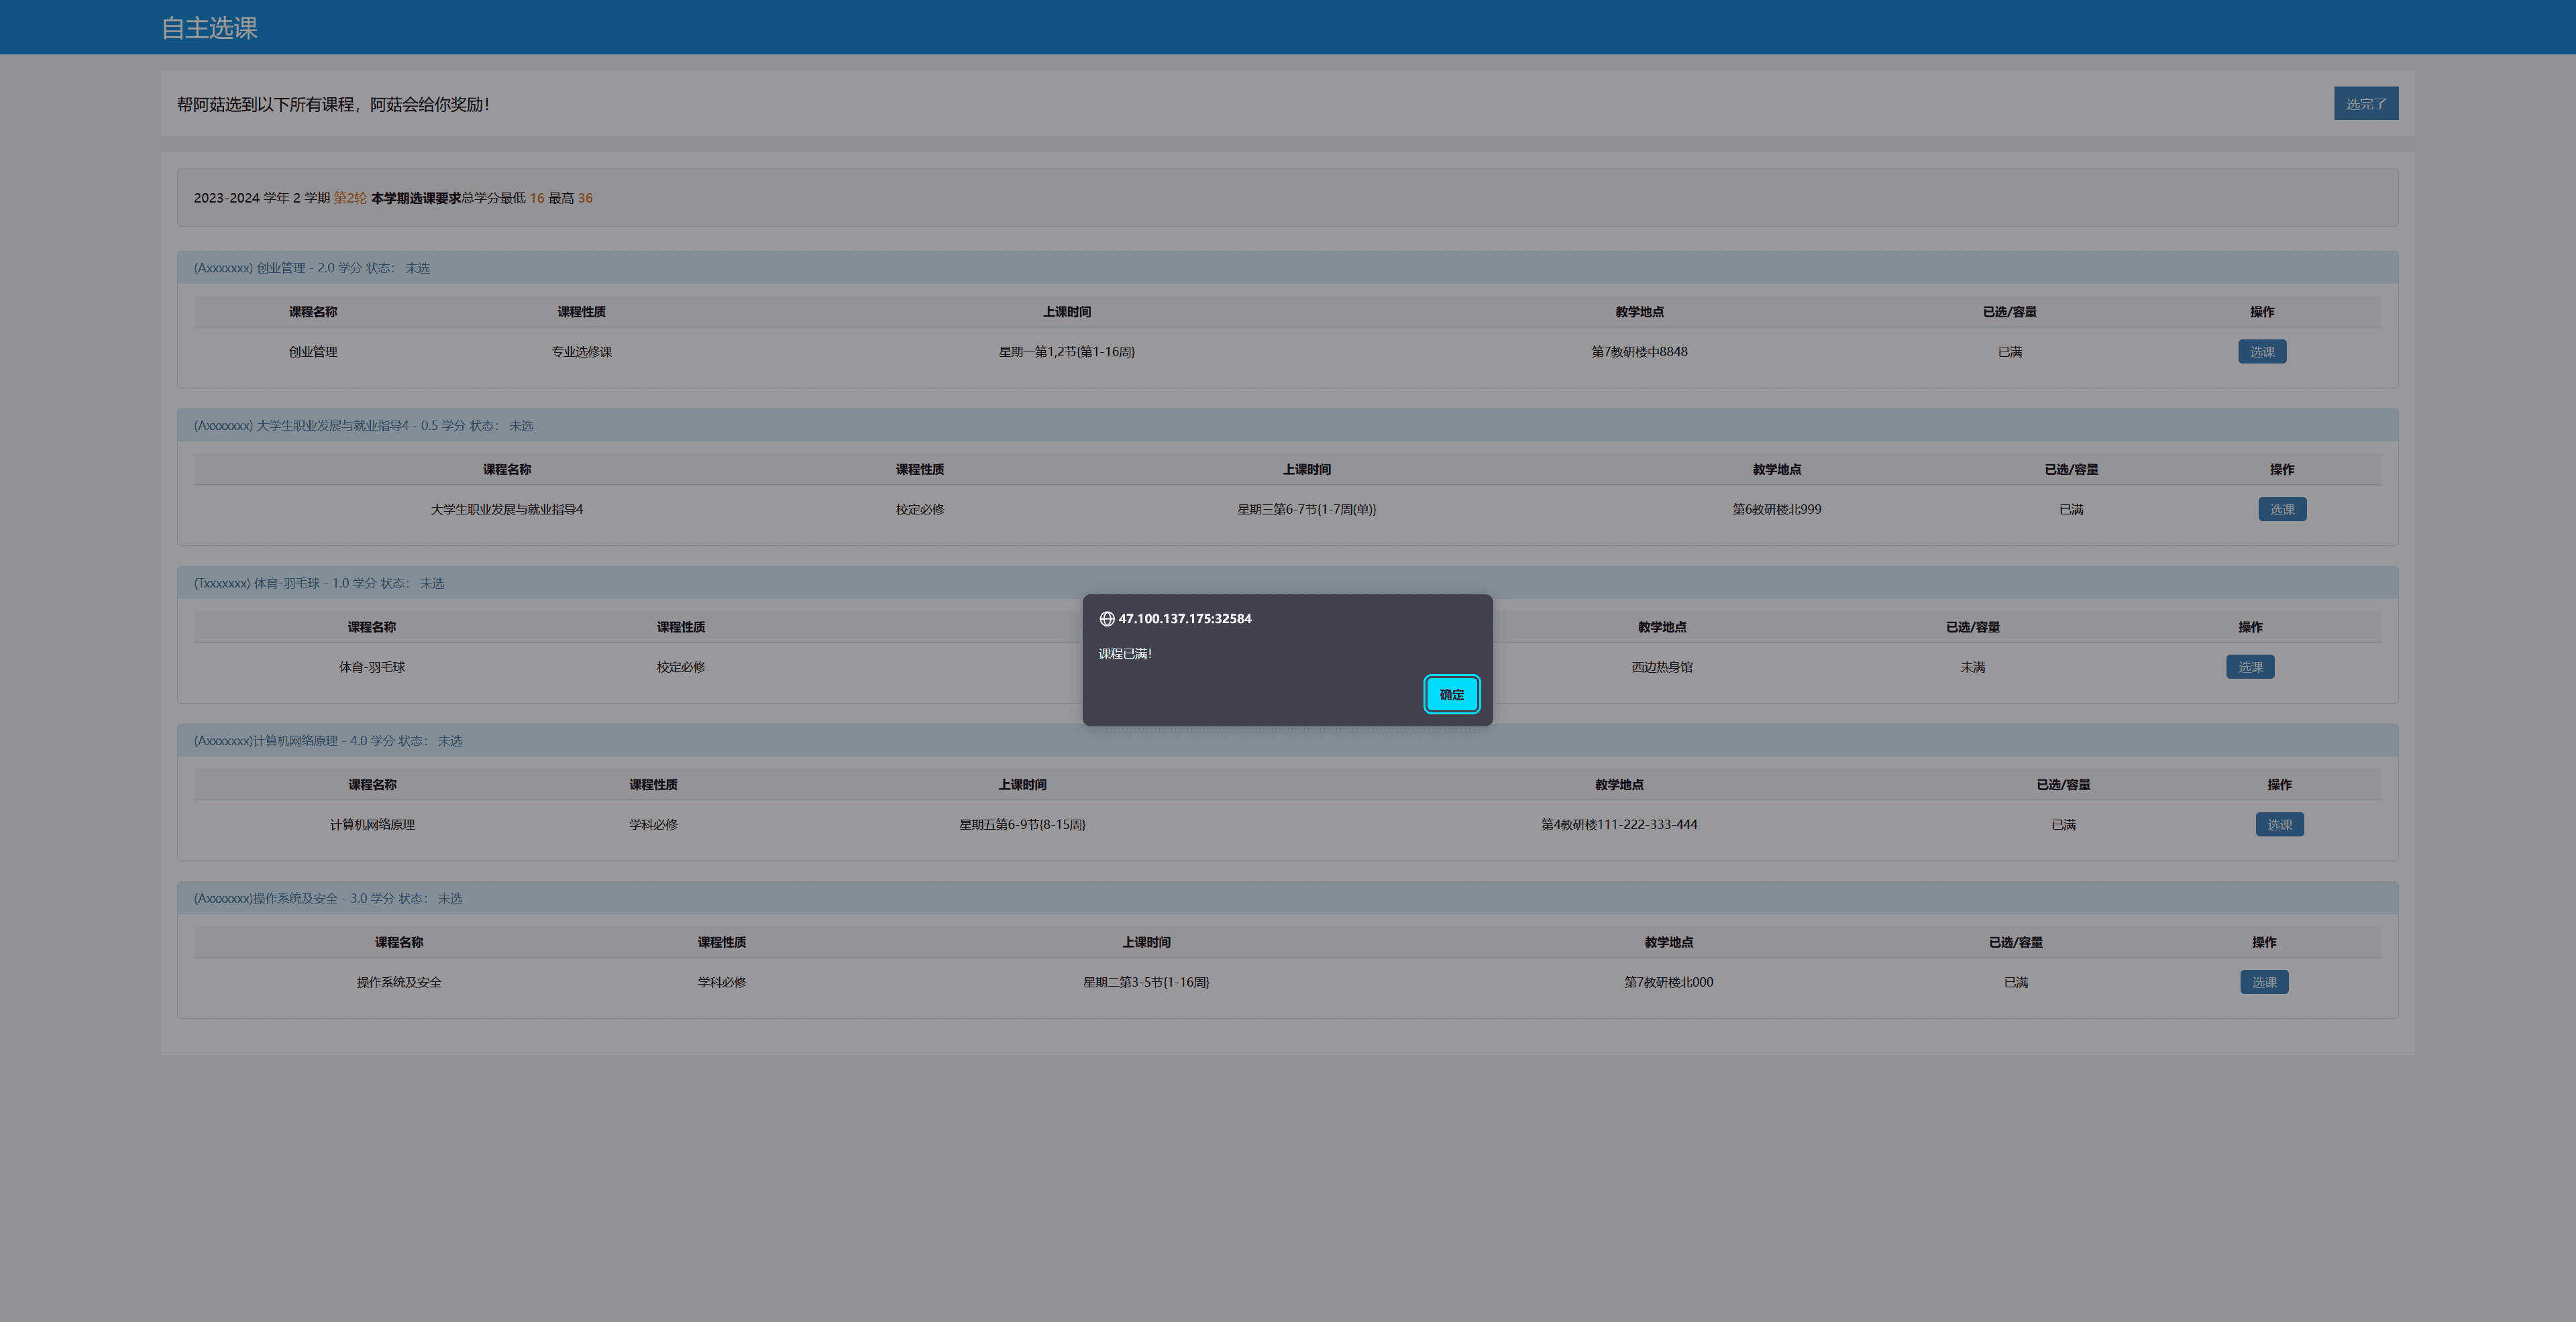 自主选课
帮阿菇选到以下所有课程，阿菇会给你奖励！
选完了
2023-2024 学年 2 学期 第2轮 本学期选课要求总学分最低 16 最高 36
(Axxxxxxx) 创业管理 - 2.0 学分 状态： 未选
课程名称 课程性质 上课时间 教学地点 已选/容量 操作
创业管理 专业选修课 星期一第1,2节{第1-16周} 第7教研楼中8848 已满 选课
(Axxxxxxx) 大学生职业发展与就业指导4 - 0.5 学分 状态： 未选
课程名称 课程性质 上课时间 教学地点 已选/容量 操作
大学生职业发展与就业指导4 校定必修 星期三第6-7节{1-7周(单)} 第6教研楼北999 已满 选课
(Txxxxxxx) 体育-羽毛球 - 1.0 学分 状态： 未选
课程名称 课程性质 教学地点 已选/容量 操作
体育-羽毛球 校定必修 西边热身馆 未满 选课
47.100.137.175:32584
课程已满！
确定
(Axxxxxxx)计算机网络原理 - 4.0 学分 状态： 未选
课程名称 课程性质 上课时间 教学地点 已选/容量 操作
计算机网络原理 学科必修 星期五第6-9节{8-15周} 第4教研楼111-222-333-444 已满 选课
(Axxxxxxx)操作系统及安全 - 3.0 学分 状态： 未选
课程名称 课程性质 上课时间 教学地点 已选/容量 操作
操作系统及安全 学科必修 星期二第3-5节{1-16周} 第7教研楼北000 已满 选课